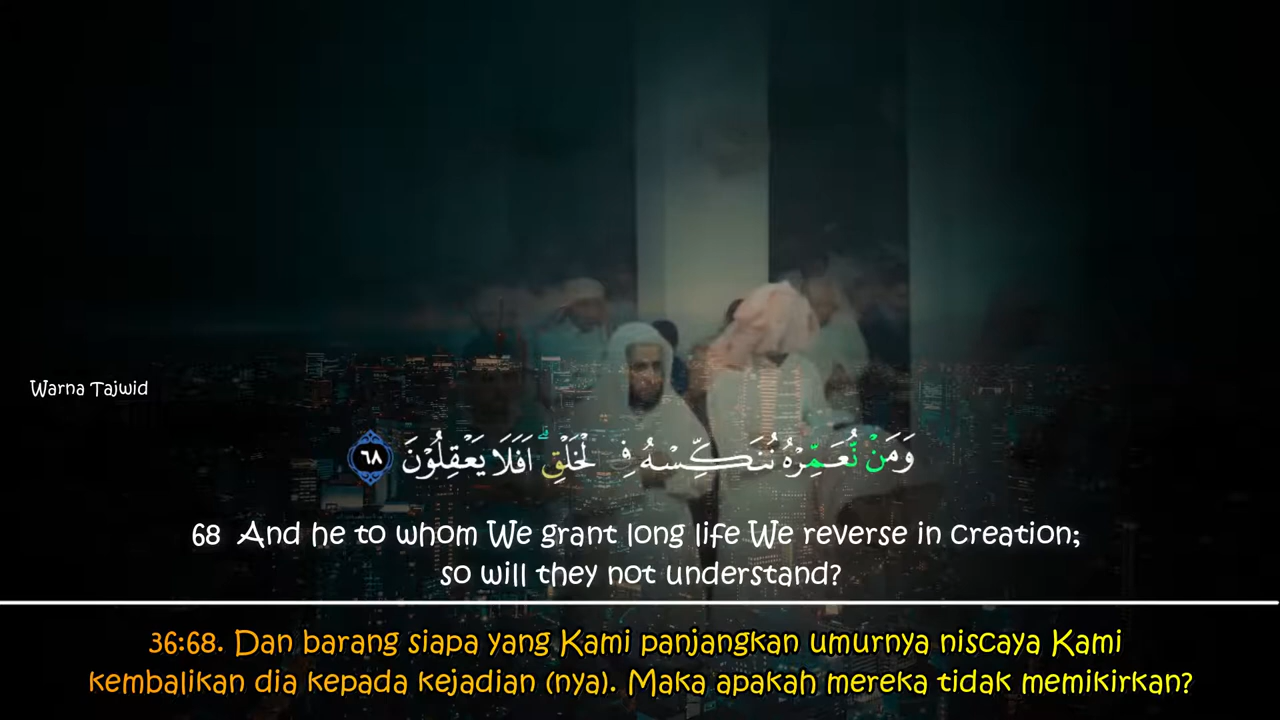 Warna Tajwid
وَمَنْ نُّعَمِّرْهُ نُنَكِّسْهُ فِى لْخَلْقِۗ اَفَلَا يَعْقِلُوْنَ ٦٨
68 And he to whom We grant long life We reverse in creation;
so will they not understand?
36:68. Dan barang siapa yang Kami panjangkan umurnya niscaya Kami
kembalikan dia kepada kejadian (nya). Maka apakah mereka tidak memikirkan?